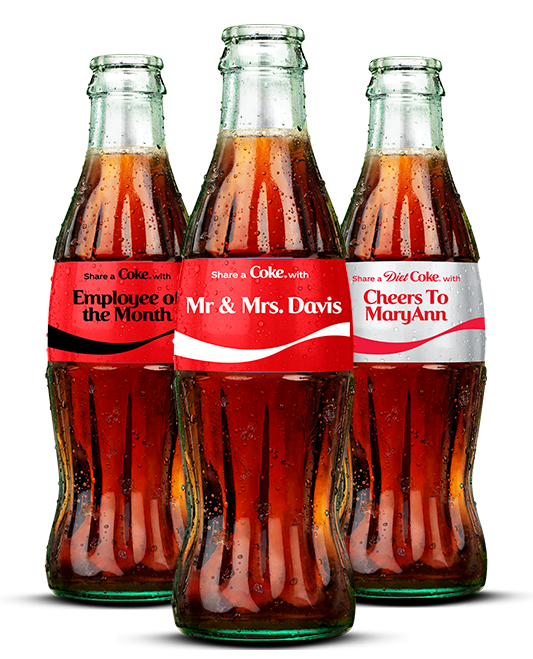 Share a Coke® with
Employee of
the Month
Share a Coke® with
Mr & Mrs. Davis
Share a Diet Coke® with
Cheers To
MaryAnn